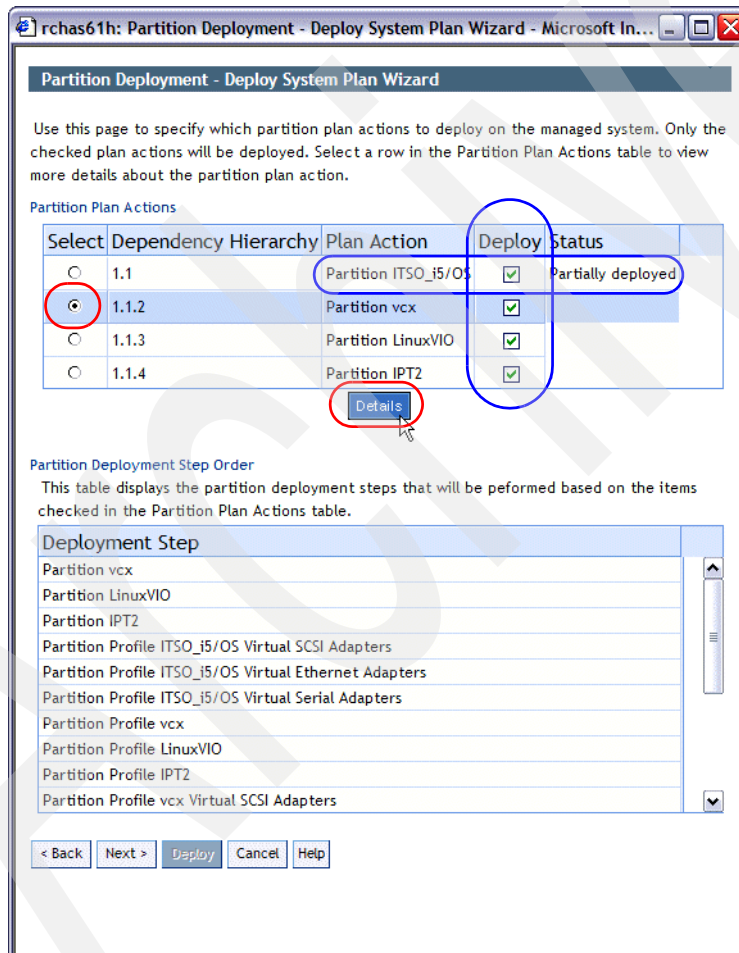 rchas61h: Partition Deployment - Deploy System Plan Wizard - Microsoft In...
Partition Deployment - Deploy System Plan Wizard
Use this page to specify which partition plan actions to deploy on the managed system. Only the
checked plan actions will be deployed. Select a row in the Partition Plan Actions table to view
more details about the partition plan action.
Partition Plan Actions
Select Dependency Hierarchy Plan Action Deploy Status
1.1 Partition ITSO_i5/OS Partially deployed
1.1.2 Partition vcx
1.1.3 Partition LinuxVIO
1.1.4 Partition IPT2
Details
Partition Deployment Step Order
This table displays the partition deployment steps that will be peformed based on the items
checked in the Partition Plan Actions table.
Deployment Step
Partition vcx
Partition LinuxVIO
Partition IPT2
Partition Profile ITSO_i5/OS Virtual SCSI Adapters
Partition Profile ITSO_i5/OS Virtual Ethernet Adapters
Partition Profile ITSO_i5/OS Virtual Serial Adapters
Partition Profile vcx
Partition Profile LinuxVIO
Partition Profile IPT2
Partition Profile vcx Virtual SCSI Adapters
< Back Next > Deploy Cancel Help